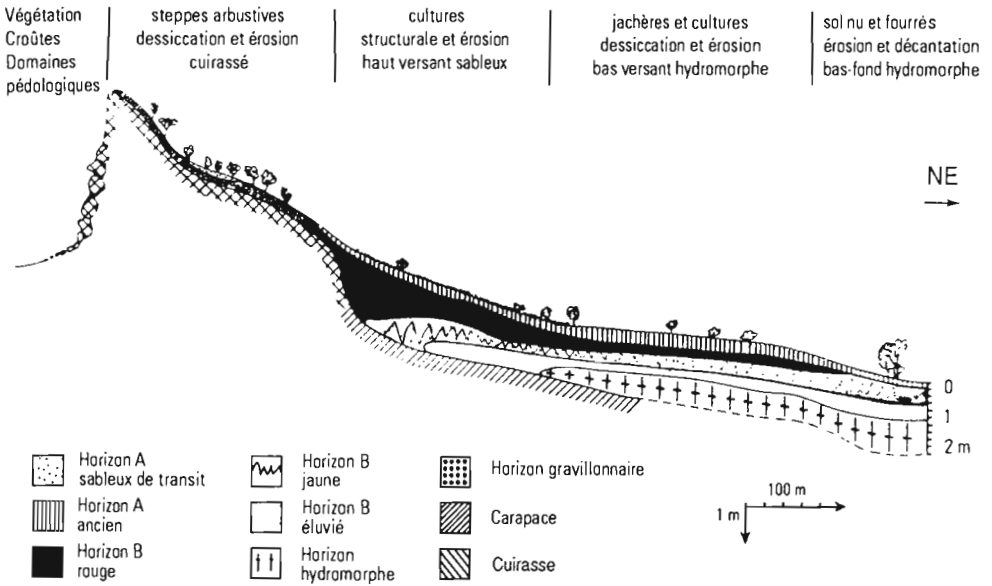 Végétation
Croûtes
Domaines
pédologiques
steppes arbustives
dessiccation et érosion
cuirassé
cultures
structurale et érosion
haut versant sableux
jachères et cultures
dessiccation et érosion
bas versant hydromorphe
sol nu et fourrés
érosion et décantation
bas-fond hydromorphe
NE
0
1
2 m
Horizon A
sableux de transit
Horizon A
ancien
Horizon B
rouge
Horizon B
jaune
Horizon B
éluvié
Horizon
hydromorphe
Horizon gravillonnaire
Carapace
Cuirasse
100 m
1 m